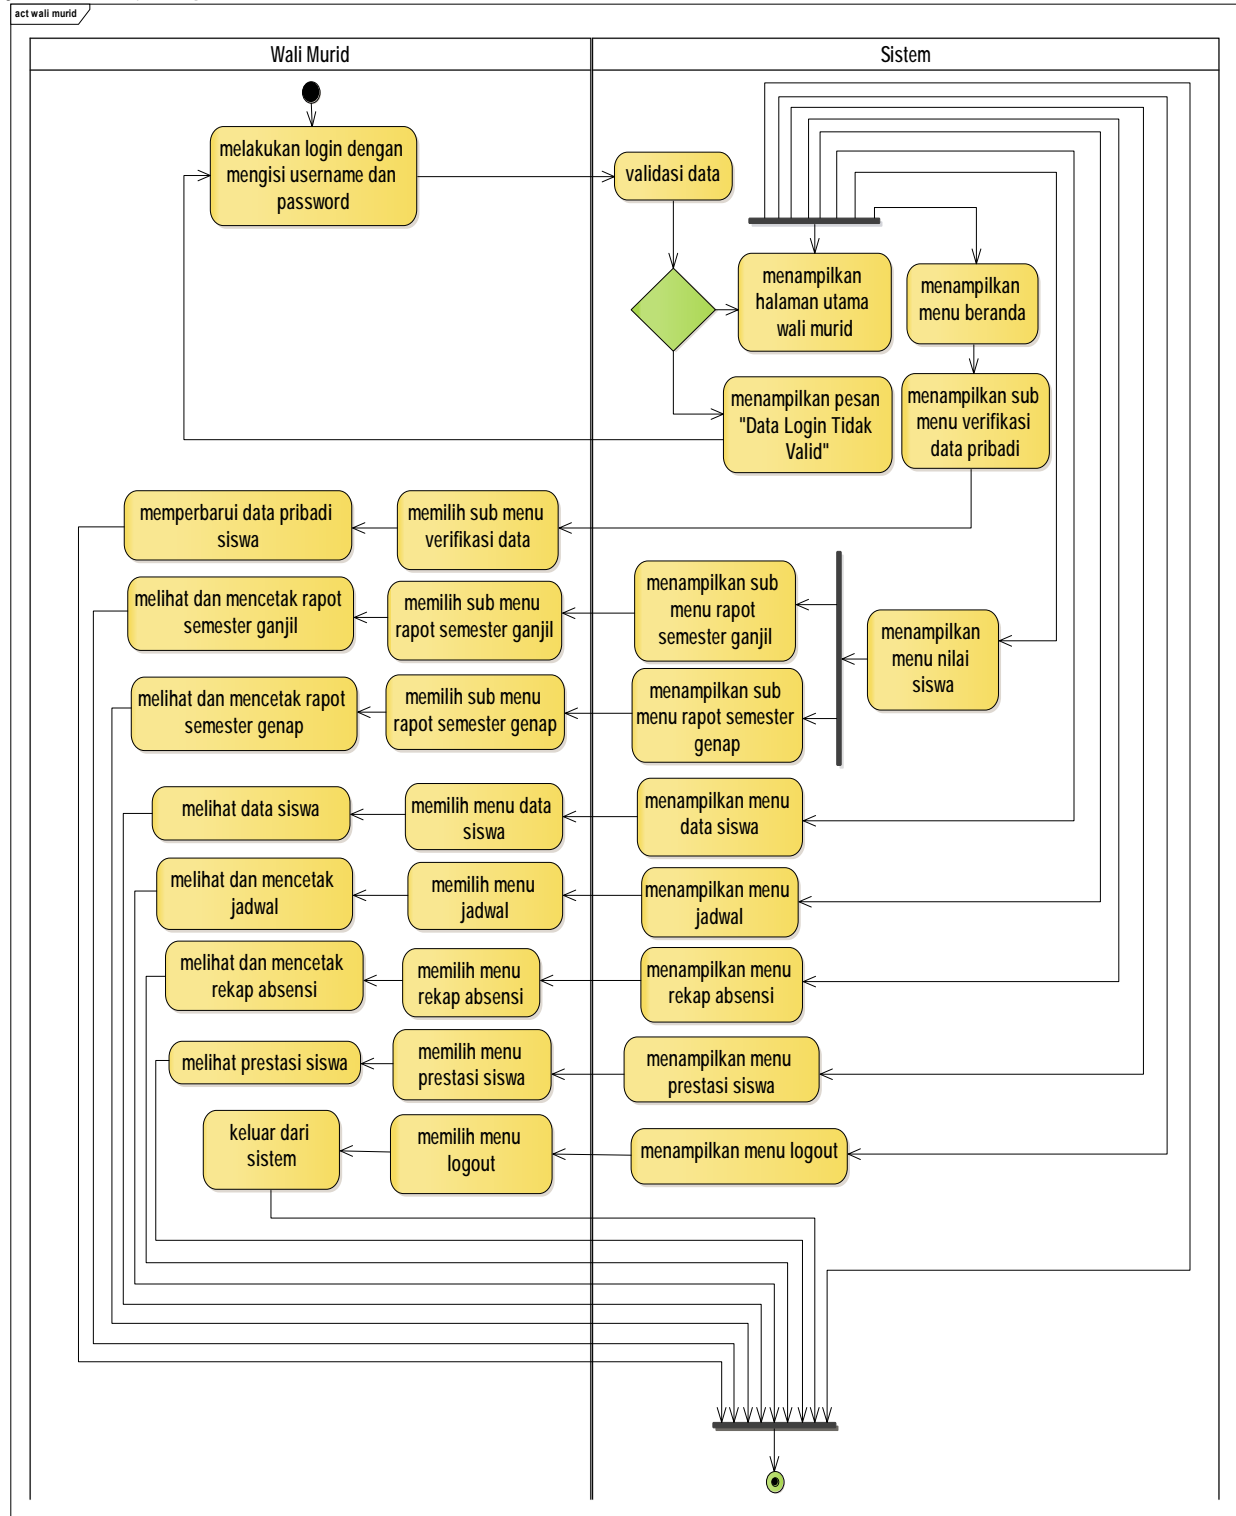 act wali murid
Wali Murid
Sistem
melakukan login dengan
mengisi username dan
password
validasi data
menampilkan
halaman utama
wali murid
menampilkan
menu beranda
menampilkan pesan
"Data Login Tidak
Valid"
menampilkan sub
menu verifikasi
data pribadi
memperbarui data pribadi
siswa
memilih sub menu
verifikasi data
melihat dan mencetak rapot
semester ganjil
memilih sub menu
rapot semester ganjil
menampilkan sub
menu rapot
semester ganjil
menampilkan
menu nilai
siswa
melihat dan mencetak rapot
semester genap
memilih sub menu
rapot semester genap
menampilkan sub
menu rapot semester
genap
melihat data siswa
memilih menu data
siswa
menampilkan menu
data siswa
melihat dan mencetak
jadwal
memilih menu
jadwal
menampilkan menu
jadwal
melihat dan mencetak
rekap absensi
memilih menu
rekap absensi
menampilkan menu
rekap absensi
melihat prestasi siswa
memilih menu
prestasi siswa
menampilkan menu
prestasi siswa
keluar dari
sistem
memilih menu
logout
menampilkan menu logout